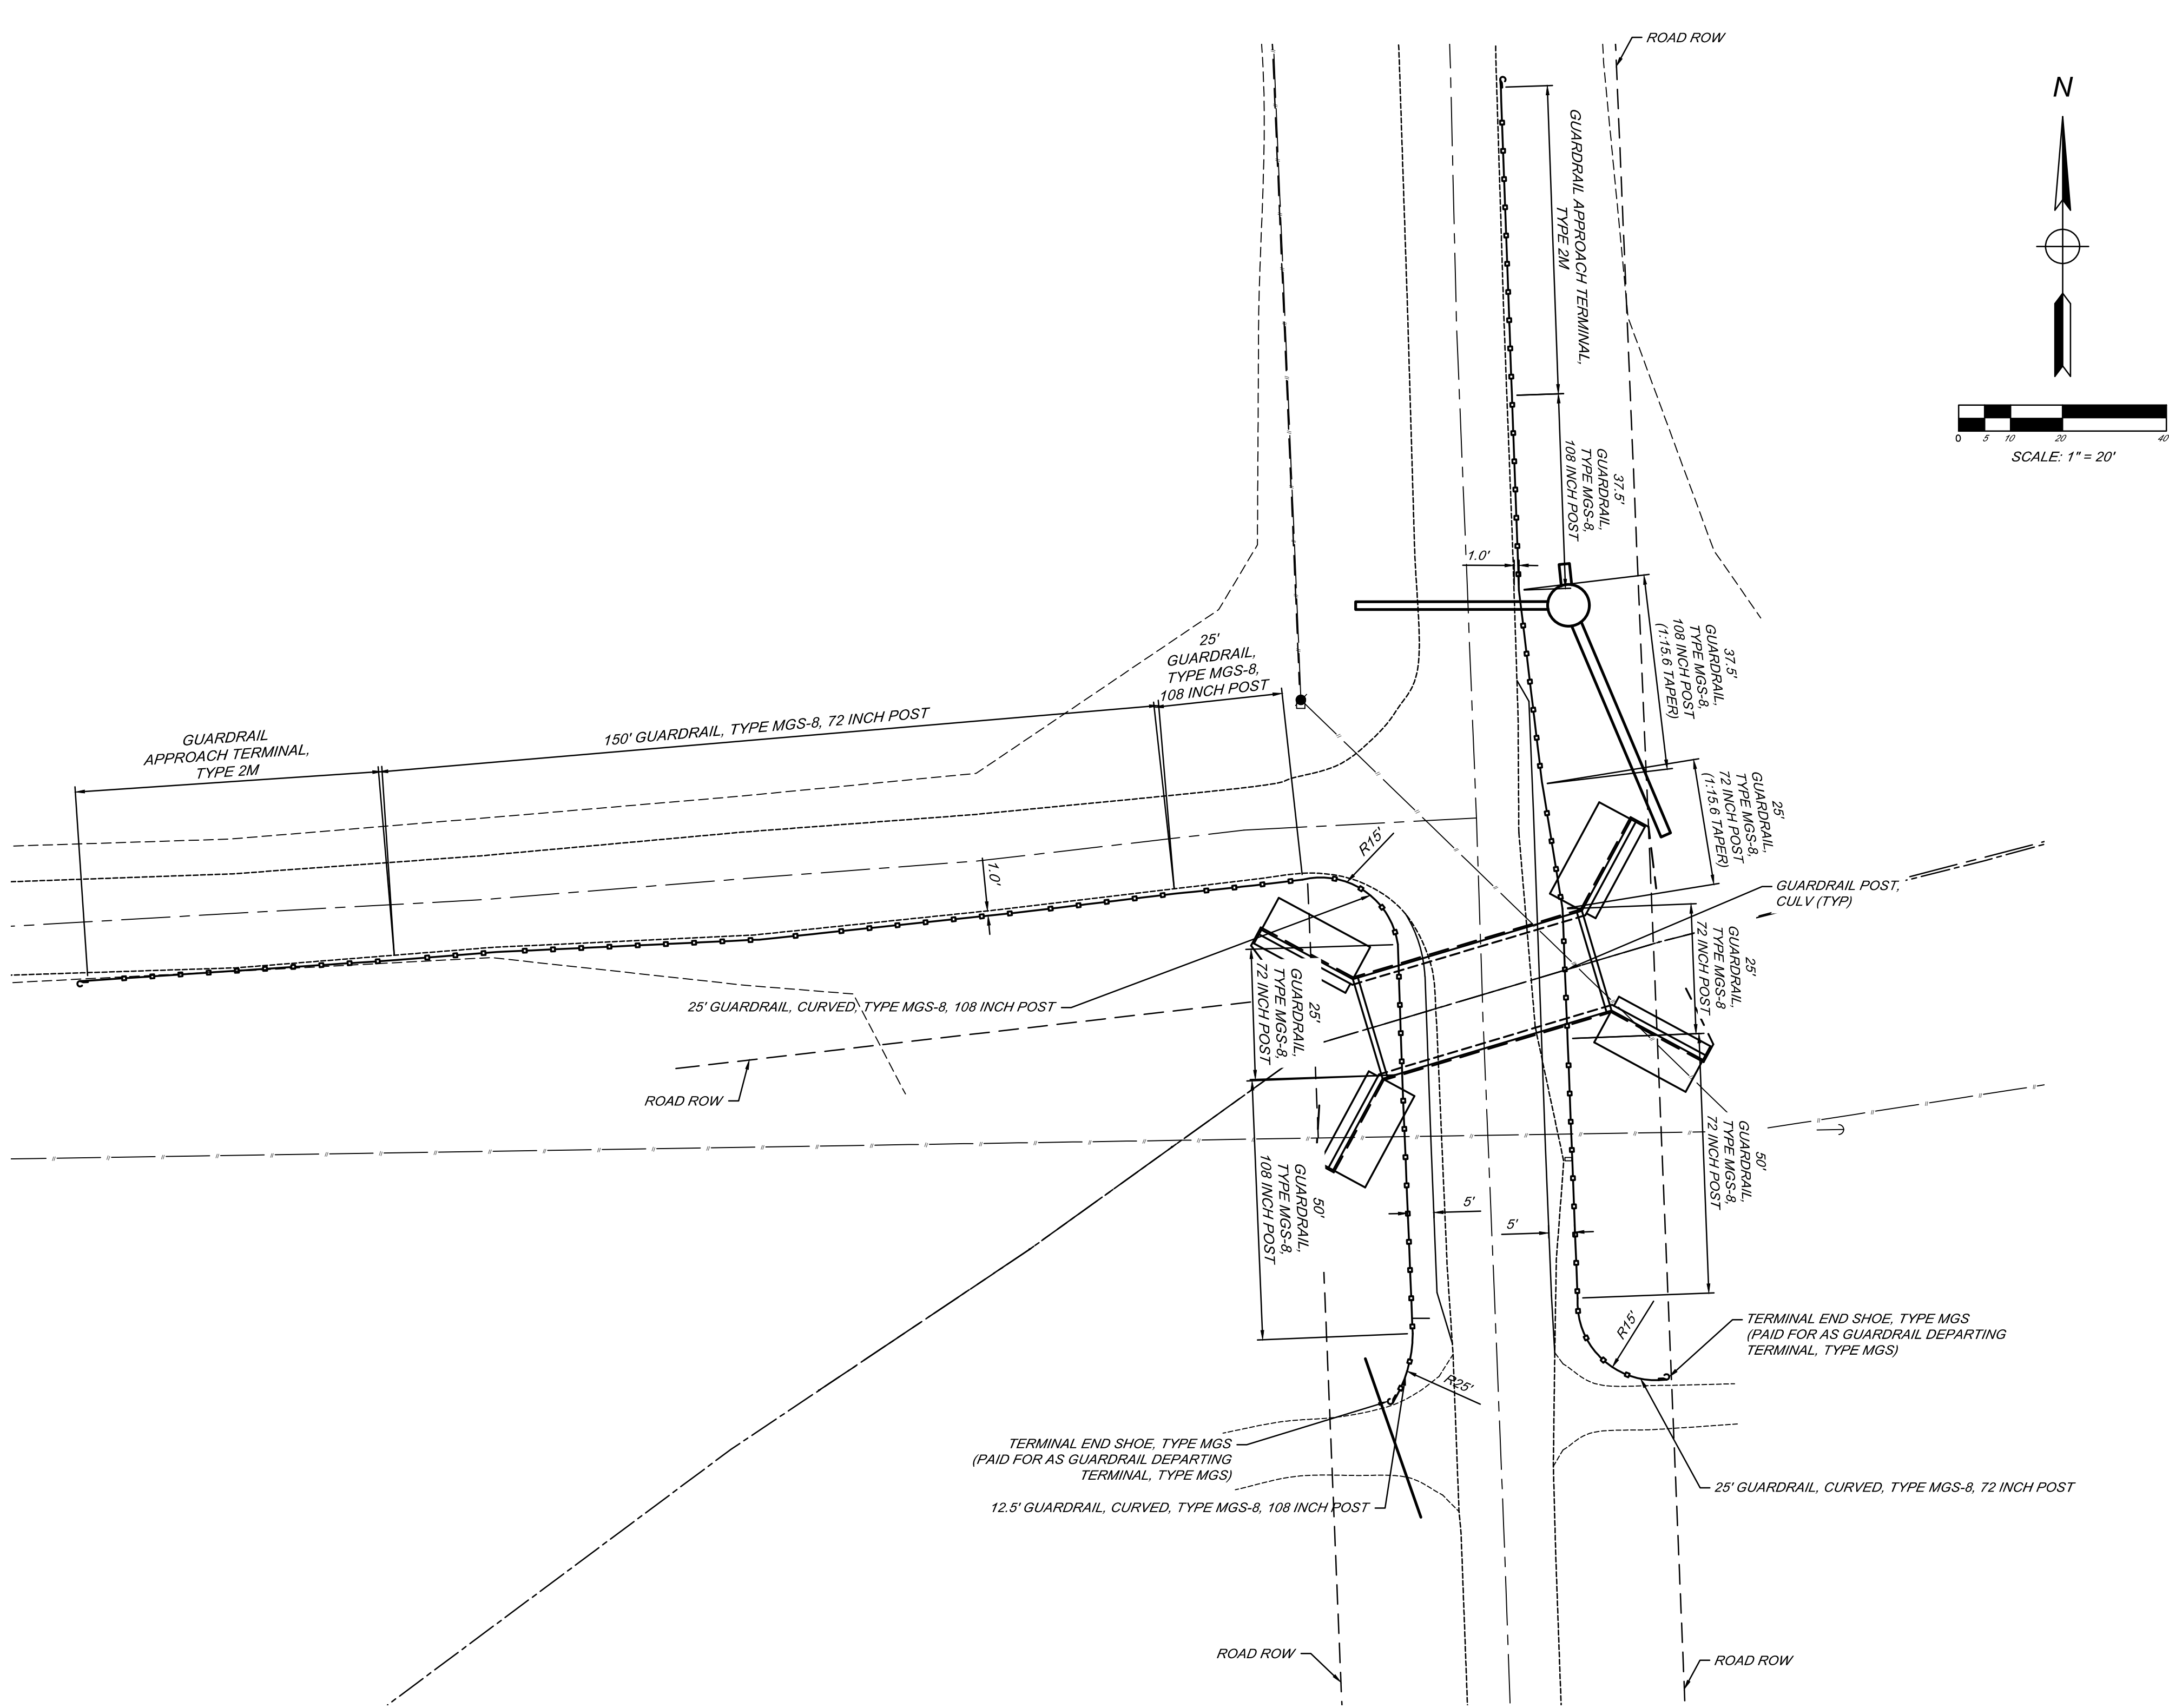 ROAD ROW
N
0 5 10 20 40
SCALE: 1" = 20'
GUARDRAIL APPROACH TERMINAL,
TYPE 2M
37.5'
GUARDRAIL,
TYPE MGS-8,
108 INCH POST
1.0'
37.5'
GUARDRAIL,
TYPE MGS-8,
108 INCH POST
(1:15.6 TAPER)
25'
GUARDRAIL,
TYPE MGS-8,
108 INCH POST
150' GUARDRAIL, TYPE MGS-8, 72 INCH POST
GUARDRAIL
APPROACH TERMINAL,
TYPE 2M
25'
GUARDRAIL,
TYPE MGS-8,
72 INCH POST
(1:15.6 TAPER)
R15'
1.0'
GUARDRAIL POST,
CULV (TYP)
25'
GUARDRAIL,
TYPE MGS-8
72 INCH POST
25' GUARDRAIL, CURVED, TYPE MGS-8, 108 INCH POST
25'
GUARDRAIL,
TYPE MGS-8,
72 INCH POST
ROAD ROW
50'
GUARDRAIL,
TYPE MGS-8,
72 INCH POST
50'
GUARDRAIL,
TYPE MGS-8,
108 INCH POST
5'
5'
R15'
TERMINAL END SHOE, TYPE MGS
(PAID FOR AS GUARDRAIL DEPARTING
TERMINAL, TYPE MGS)
R25'
TERMINAL END SHOE, TYPE MGS
(PAID FOR AS GUARDRAIL DEPARTING
TERMINAL, TYPE MGS)
25' GUARDRAIL, CURVED, TYPE MGS-8, 72 INCH POST
12.5' GUARDRAIL, CURVED, TYPE MGS-8, 108 INCH POST
ROAD ROW
ROAD ROW